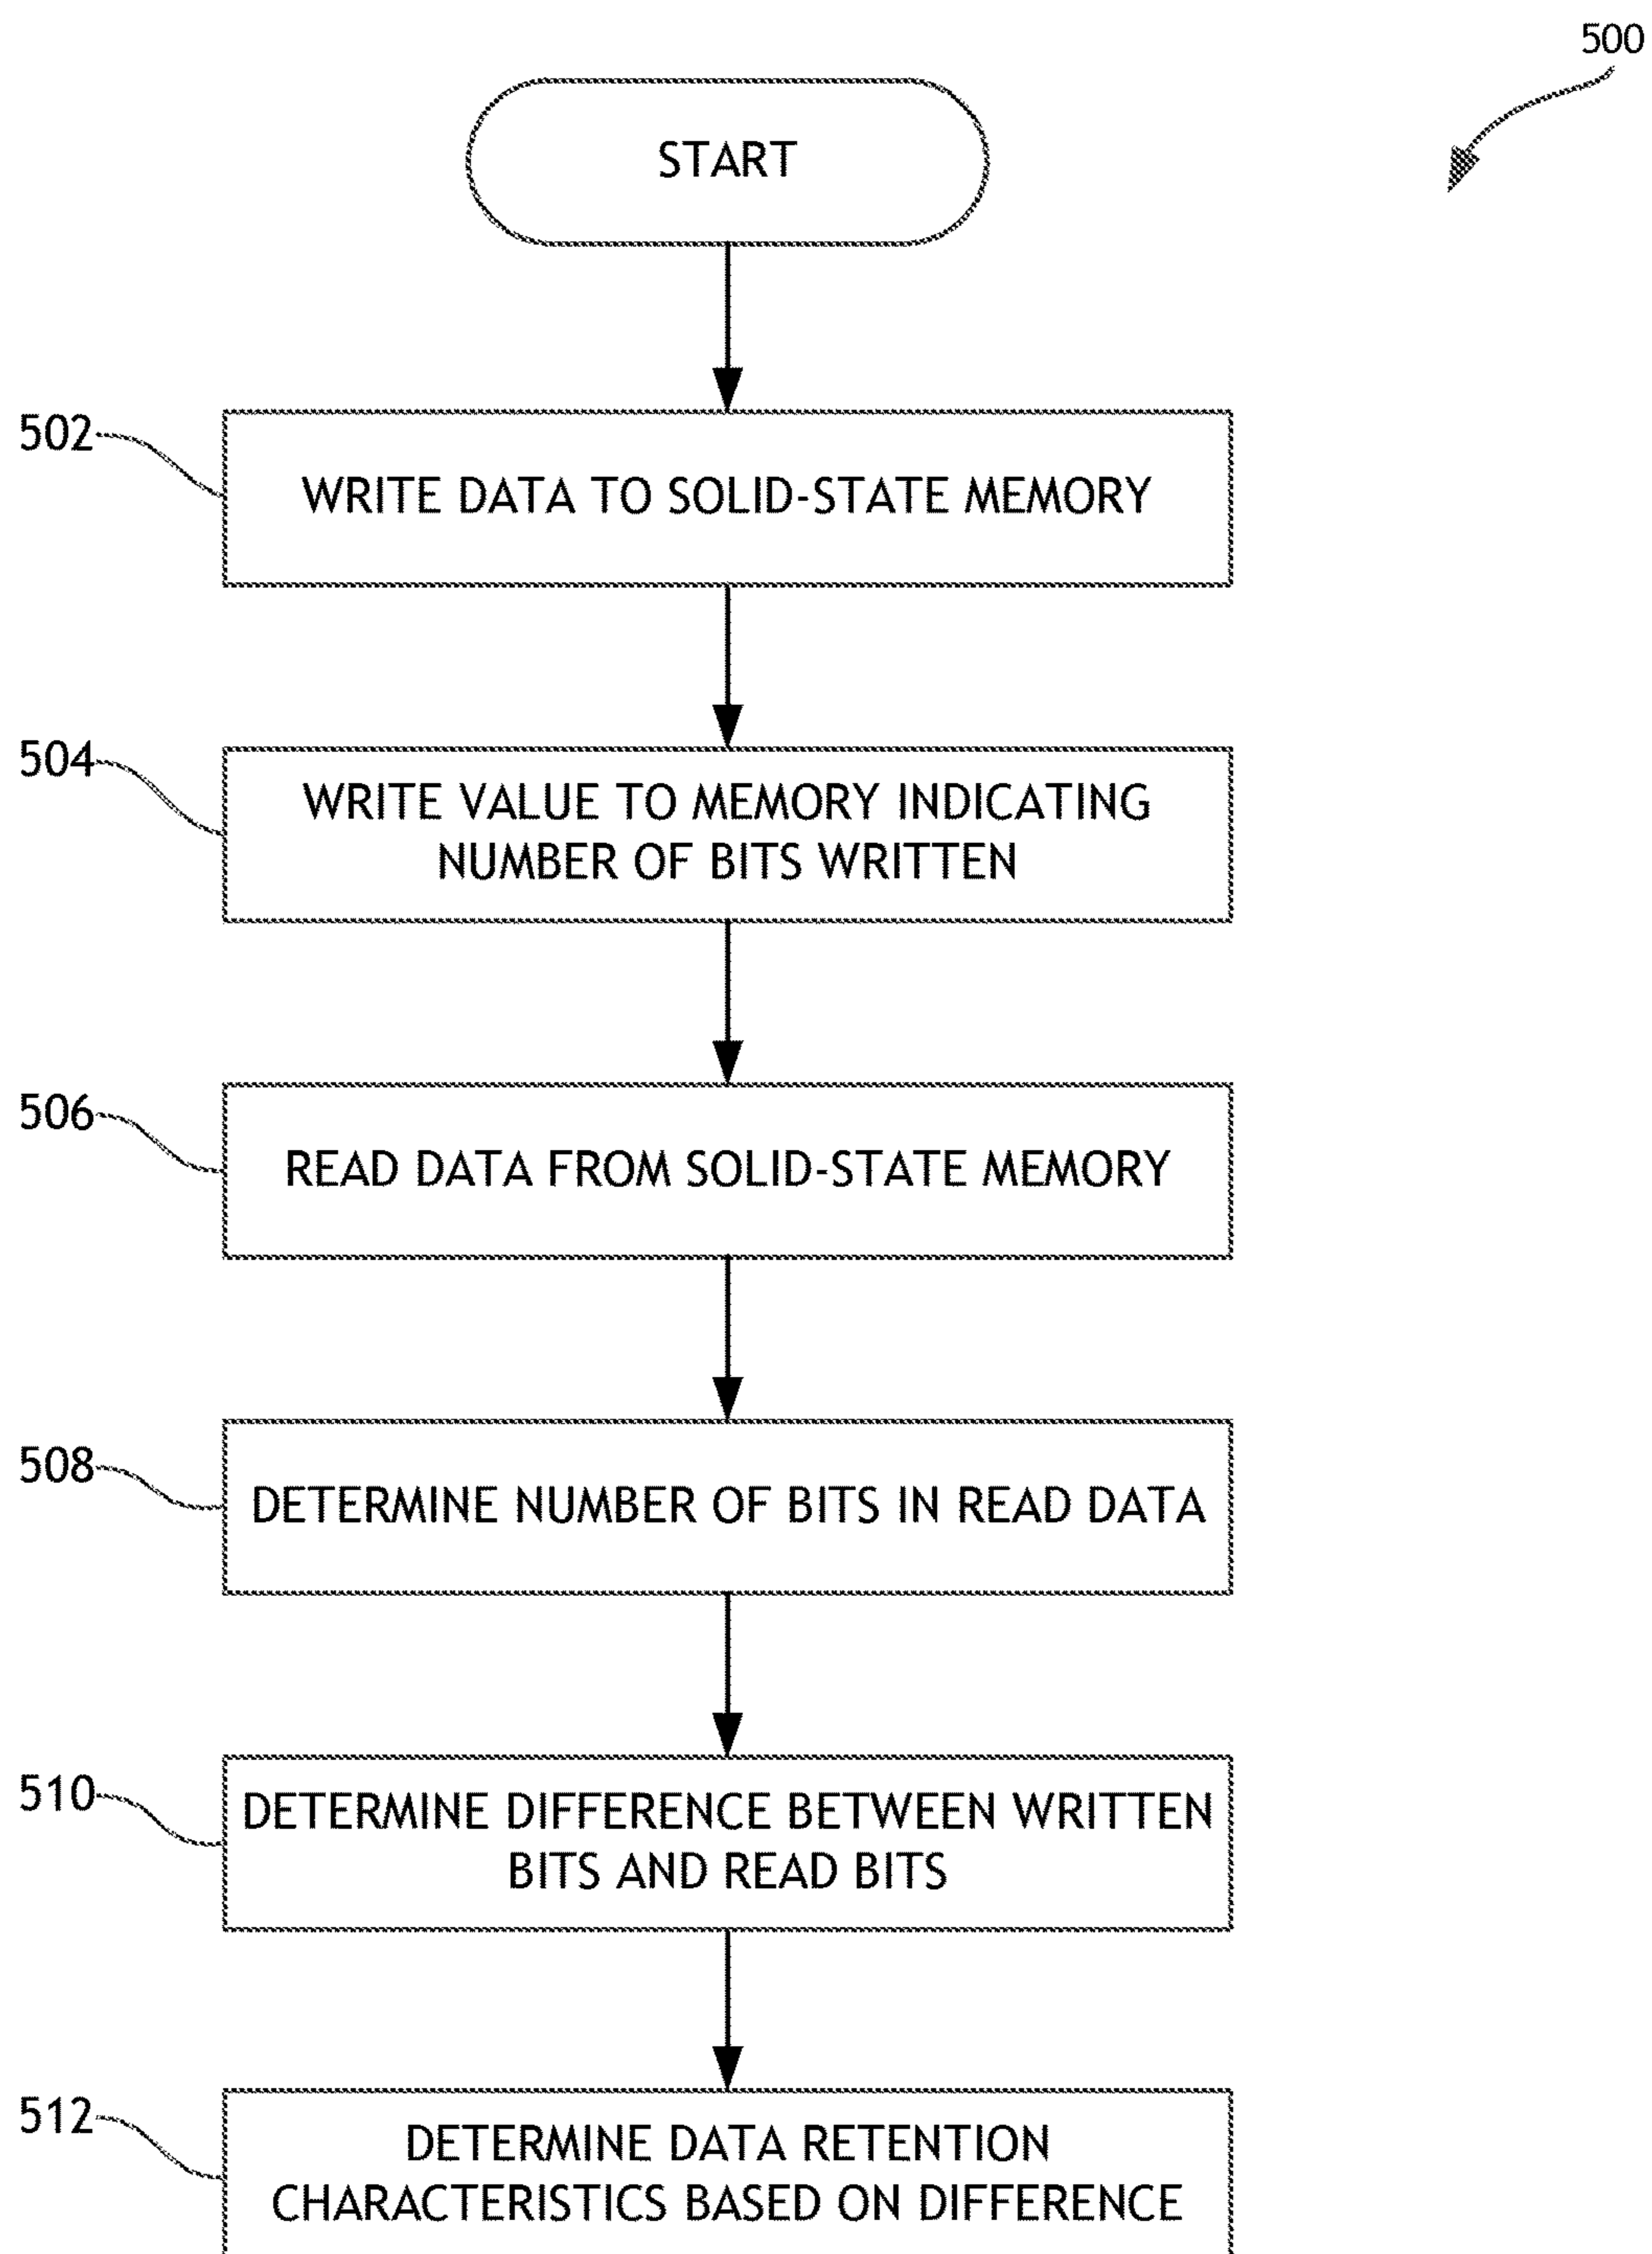 500
START
502
WRITE DATA TO SOLID-STATE MEMORY
504
WRITE VALUE TO MEMORY INDICATING
NUMBER OF BITS WRITTEN
506
READ DATA FROM SOLID-STATE MEMORY
508
DETERMINE NUMBER OF BITS IN READ DATA
510
DETERMINE DIFFERENCE BETWEEN WRITTEN
BITS AND READ BITS
512
DETERMINE DATA RETENTION
CHARACTERISTICS BASED ON DIFFERENCE